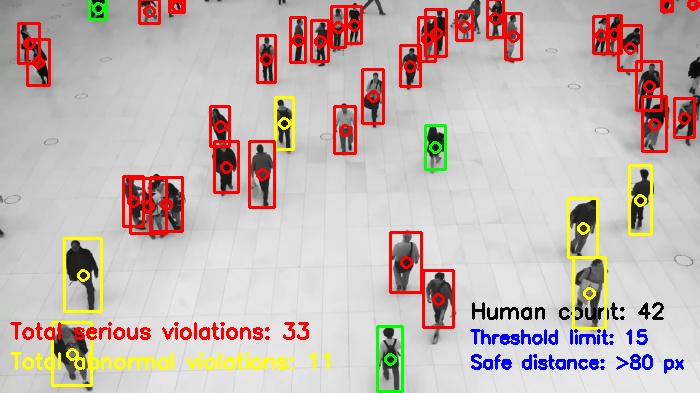 Total serious violations: 33
Total abnormal violations: 11
Human count: 42
Threshold limit: 15
Safe distance: >80 px